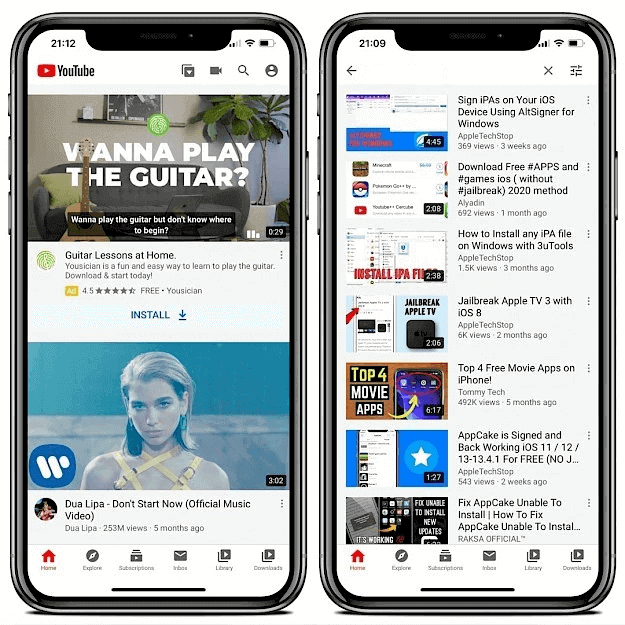 21:12
YouTube
WANNA PLAY
THE GUITAR?
Wanna play the guitar but don't know where
to begin?
0:29
Guitar Lessons at Home.
Yousician is a fun and easy way to learn to play the guitar.
Download & start today!
Ad 4.5 ★★★★★ FREE • Yousician
INSTALL
W
3:02
Dua Lipa - Don't Start Now (Official Music
Video)
Dua Lipa · 253M views · 5 months ago
Home Explore Subscriptions Inbox Library Downloads
21:09
Sign iPAs on Your iOS
Device Using AltSigner for
Windows
AppleTechStop
369 views · 3 weeks ago
4:45
Minecraft
Pokemon Go++ by ...
Youtube++ Cercube
2:08
Download Free #APPS and
#games ios ( without
#jailbreak) 2020 method
Alyadin
692 views · 1 month ago
INSTALL IPA
2:38
How to Install any iPA file
on Windows with 3uTools
AppleTechStop
1.5K views · 3 months ago
JAILBREAK
APPLE TV
2:06
Jailbreak Apple TV 3 with
iOS 8
AppleTechStop
6K views · 2 months ago
TOP 4
MOVIE
APPS
6:17
Top 4 Free Movie Apps on
iPhone!
Tommy Tech
492K views · 5 months ago
1:27
AppCake is Signed and
Back Working iOS 11 / 12 /
13-13.4.1 For FREE (NO J...
AppleTechStop
543 views · 2 weeks ago
FIX UNABLE
TO INSTALL
NEW
UPDATES
IT'S WORKING
Fix AppCake Unable To
Install | How To Fix
AppCake Unable To Instal...
RAKSA OFFICIAL™
Home Explore Subscriptions Inbox Library Downloads